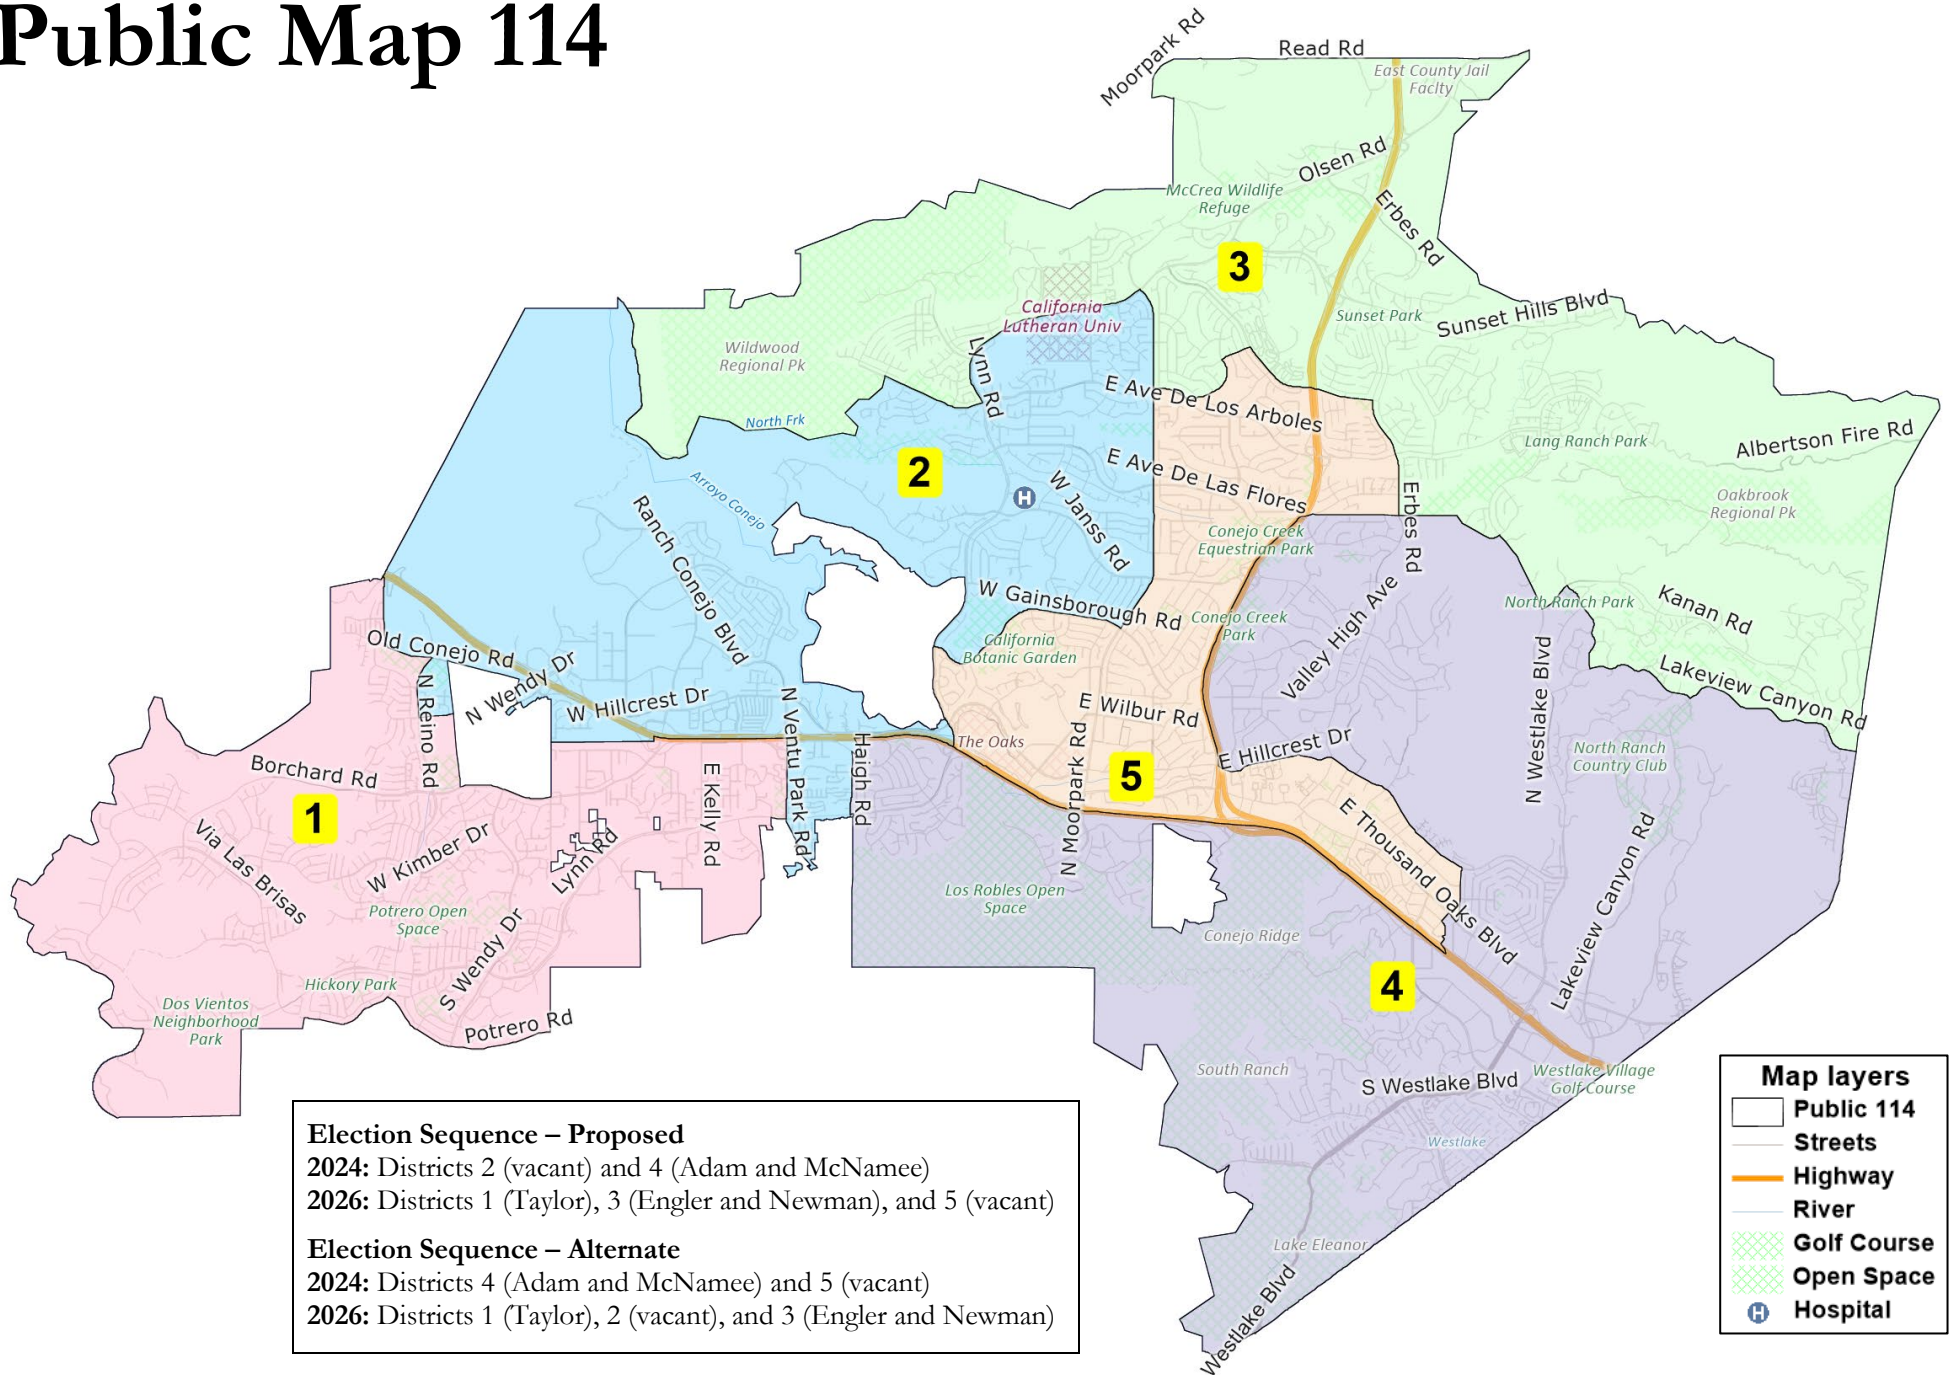 Public Map 114
Moorpark Rd
Read Rd
East County Jail
Faclty
Olsen Rd
McCrea Wildlife
Refuge
Erbes Rd
3
California
Lutheran Univ
Sunset Park
Sunset Hills Blvd
Wildwood
Regional Pk
Lynn Rd
E Ave De Los Arboles
North Frk
Lang Ranch Park
Albertson Fire Rd
2
E Ave De Las Flores
Arroyo Conejo
H
W Janss Rd
Erbes Rd
Oakbrook
Regional Pk
Ranch Conejo Blvd
Conejo Creek
Equestrian Park
W Gainsborough Rd
Conejo Creek
Park
Valley High Ave
North Ranch Park
Kanan Rd
Old Conejo Rd
California
Botanic Garden
N Westlake Blvd
Lakeview Canyon Rd
N Reino Rd
N Wendy Dr
W Hillcrest Dr
N Ventu Park Rd
E Wilbur Rd
Haigh Rd
The Oaks
N Moorpark Rd
E Hillcrest Dr
North Ranch
Country Club
Borchard Rd
E Kelly Rd
5
1
Via Las Brisas
W Kimber Dr
Lynn Rd
E Thousand Oaks Blvd
Lakeview Canyon Rd
Potrero Open
Space
Los Robles Open
Space
S Wendy Dr
Conejo Ridge
4
Hickory Park
Dos Vientos
Neighborhood
Park
Potrero Rd
South Ranch
S Westlake Blvd
Westlake Village
Golf Course
Westlake
Lake Eleanor
Westlake Blvd
Election Sequence – Proposed
2024: Districts 2 (vacant) and 4 (Adam and McNamee)
2026: Districts 1 (Taylor), 3 (Engler and Newman), and 5 (vacant)
Election Sequence – Alternate
2024: Districts 4 (Adam and McNamee) and 5 (vacant)
2026: Districts 1 (Taylor), 2 (vacant), and 3 (Engler and Newman)
Map layers
Public 114
Streets
Highway
River
Golf Course
Open Space
H Hospital